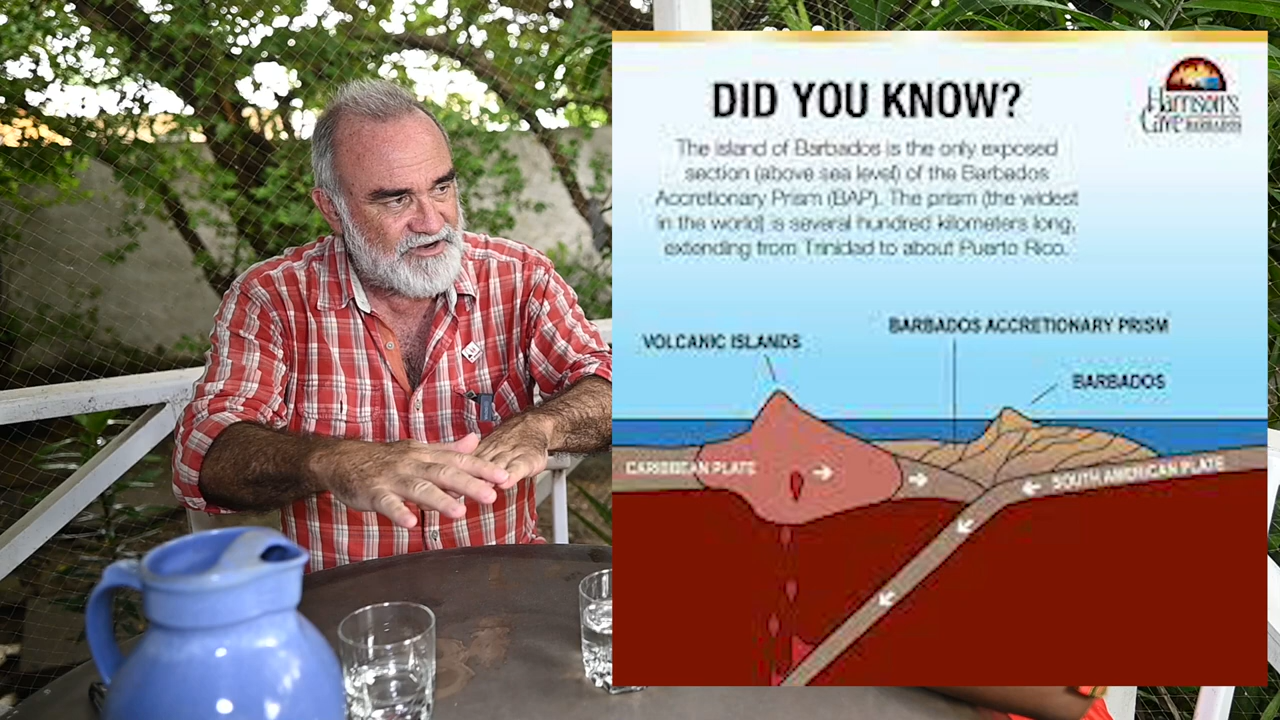 DID YOU KNOW?
Harrison's
Cave BARBADOS
The island of Barbados is the only exposed
section (above sea level) of the Barbados
Accretionary Prism (BAP). The prism (the widest
in the world) is several hundred kilometers long,
extending from Trinidad to about Puerto Rico.
BARBADOS ACCRETIONARY PRISM
VOLCANIC ISLANDS
BARBADOS
CARIBBEAN PLATE
SOUTH AMERICAN PLATE